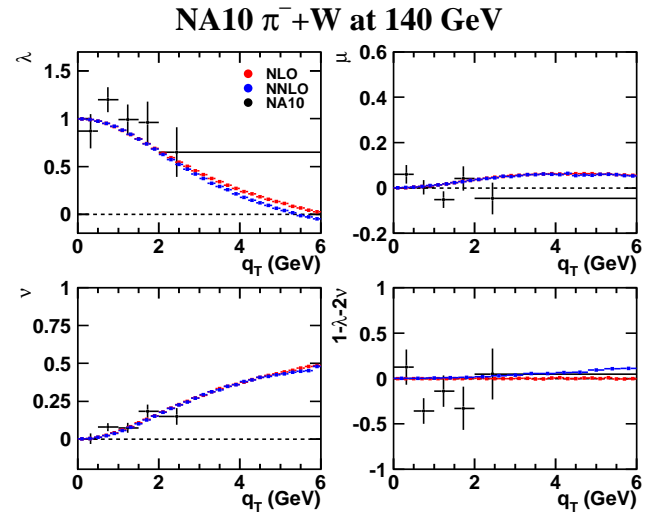 NA10 π⁻+W at 140 GeV
λ
1.5
1
0.5
0
NLO
NNLO
NA10
0 2 4 6
q_T (GeV)
μ
0.6
0.4
0.2
0
-0.2
0 2 4 6
q_T (GeV)
ν
1
0.75
0.5
0.25
0
0 2 4 6
q_T (GeV)
1-λ-2ν
1
0.5
0
-0.5
-1
0 2 4 6
q_T (GeV)